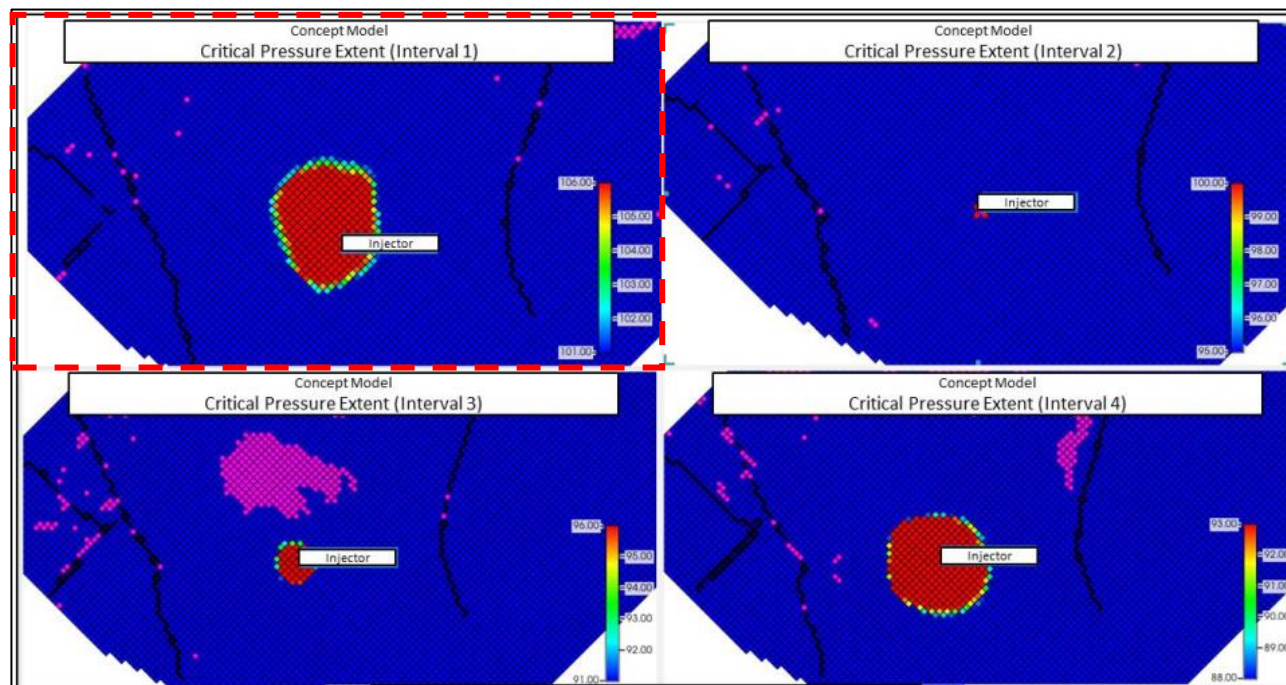 Concept Model
Critical Pressure Extent (Interval 1)
Injector
106.00
105.00
104.00
103.00
102.00
101.00
Concept Model
Critical Pressure Extent (Interval 2)
Injector
100.00
99.00
98.00
97.00
96.00
95.00
Concept Model
Critical Pressure Extent (Interval 3)
Injector
96.00
95.00
94.00
93.00
92.00
91.00
Concept Model
Critical Pressure Extent (Interval 4)
Injector
93.00
92.00
91.00
90.00
89.00
88.00